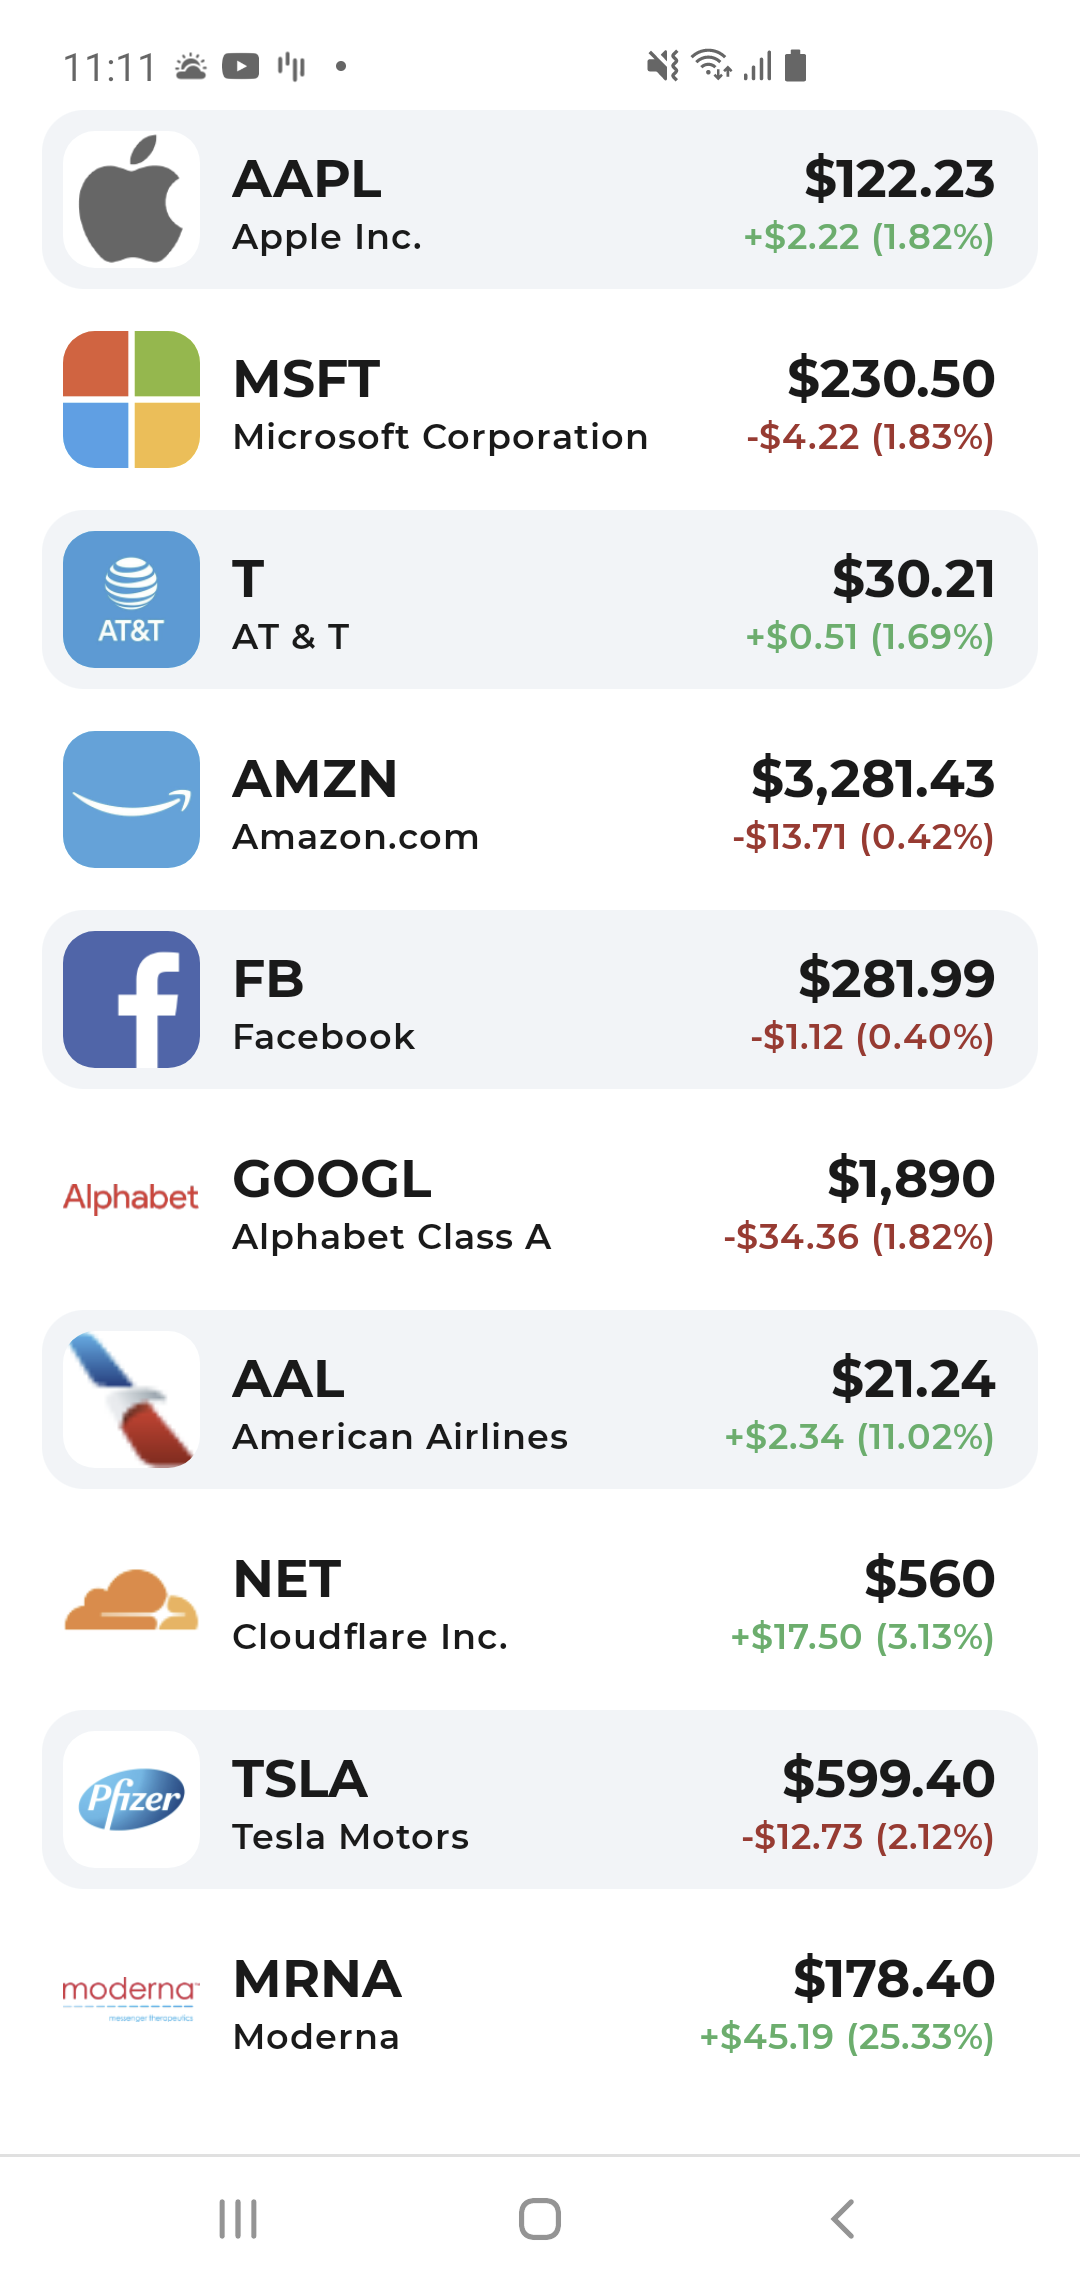 11:11
AAPL
$122.23
Apple Inc.
+$2.22 (1.82%)
MSFT
$230.50
Microsoft Corporation
-$4.22 (1.83%)
AT&T
T
$30.21
AT & T
+$0.51 (1.69%)
AMZN
$3,281.43
Amazon.com
-$13.71 (0.42%)
FB
$281.99
Facebook
-$1.12 (0.40%)
Alphabet
GOOGL
$1,890
Alphabet Class A
-$34.36 (1.82%)
AAL
$21.24
American Airlines
+$2.34 (11.02%)
NET
$560
Cloudflare Inc.
+$17.50 (3.13%)
Pfizer
TSLA
$599.40
Tesla Motors
-$12.73 (2.12%)
moderna
messenger therapeutics
MRNA
$178.40
Moderna
+$45.19 (25.33%)